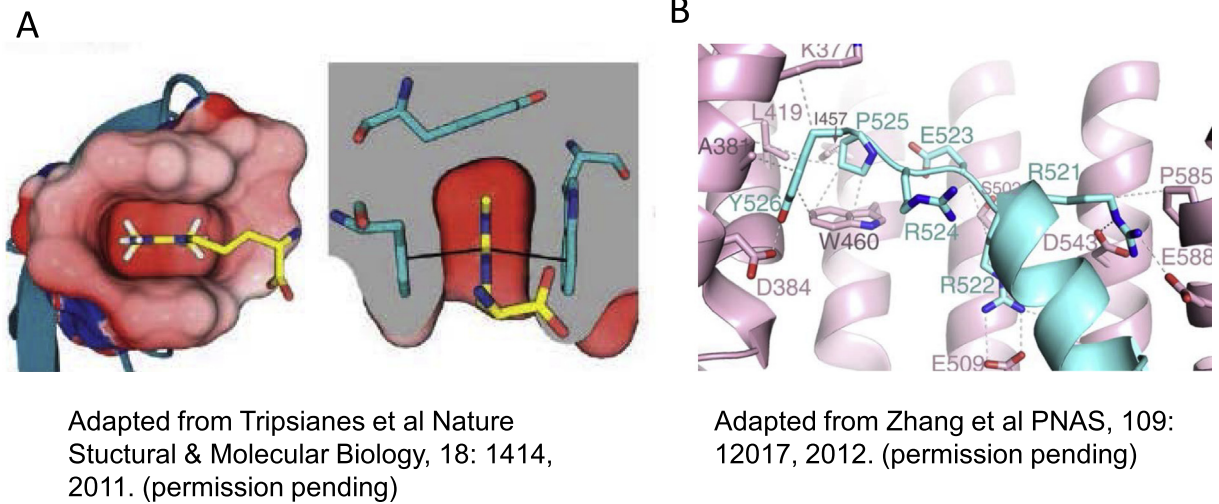 A
B
K377
L419
I457
P525
E523
A381
R521
S502
P585
Y526
W460
R524
D543
E588
D384
R522
E509
Adapted from Tripsianes et al Nature
Stuctural & Molecular Biology, 18: 1414,
2011. (permission pending)
Adapted from Zhang et al PNAS, 109:
12017, 2012. (permission pending)